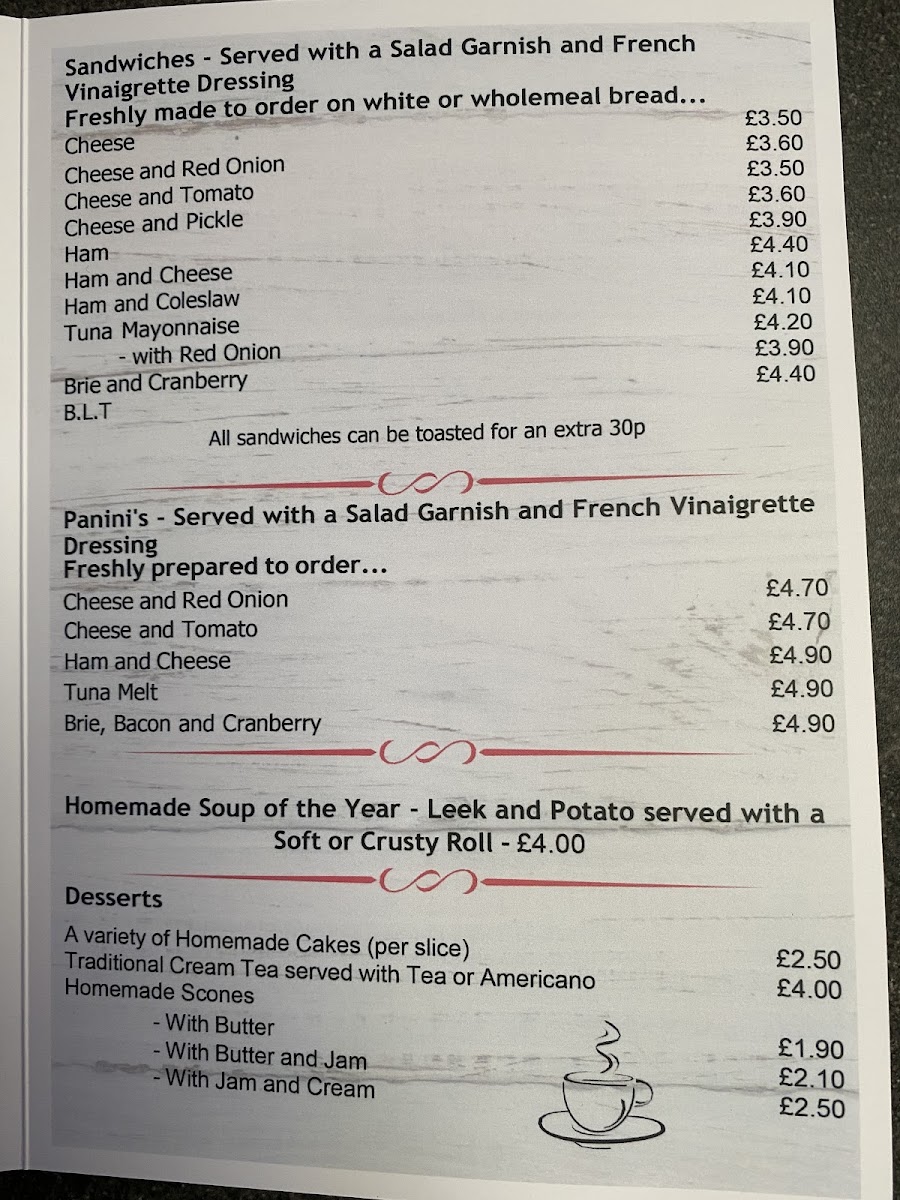 Sandwiches - Served with a Salad Garnish and French
Vinaigrette Dressing
Freshly made to order on white or wholemeal bread...
Cheese £3.50
Cheese and Red Onion £3.60
Cheese and Tomato £3.50
Cheese and Pickle £3.60
Ham £3.90
Ham and Cheese £4.40
Ham and Coleslaw £4.10
Tuna Mayonnaise £4.10
- with Red Onion £4.20
Brie and Cranberry £3.90
B.L.T £4.40
All sandwiches can be toasted for an extra 30p
Panini's - Served with a Salad Garnish and French Vinaigrette
Dressing
Freshly prepared to order...
Cheese and Red Onion £4.70
Cheese and Tomato £4.70
Ham and Cheese £4.90
Tuna Melt £4.90
Brie, Bacon and Cranberry £4.90
Homemade Soup of the Year - Leek and Potato served with a
Soft or Crusty Roll - £4.00
Desserts
A variety of Homemade Cakes (per slice) £2.50
Traditional Cream Tea served with Tea or Americano £4.00
Homemade Scones
- With Butter £1.90
- With Butter and Jam £2.10
- With Jam and Cream £2.50